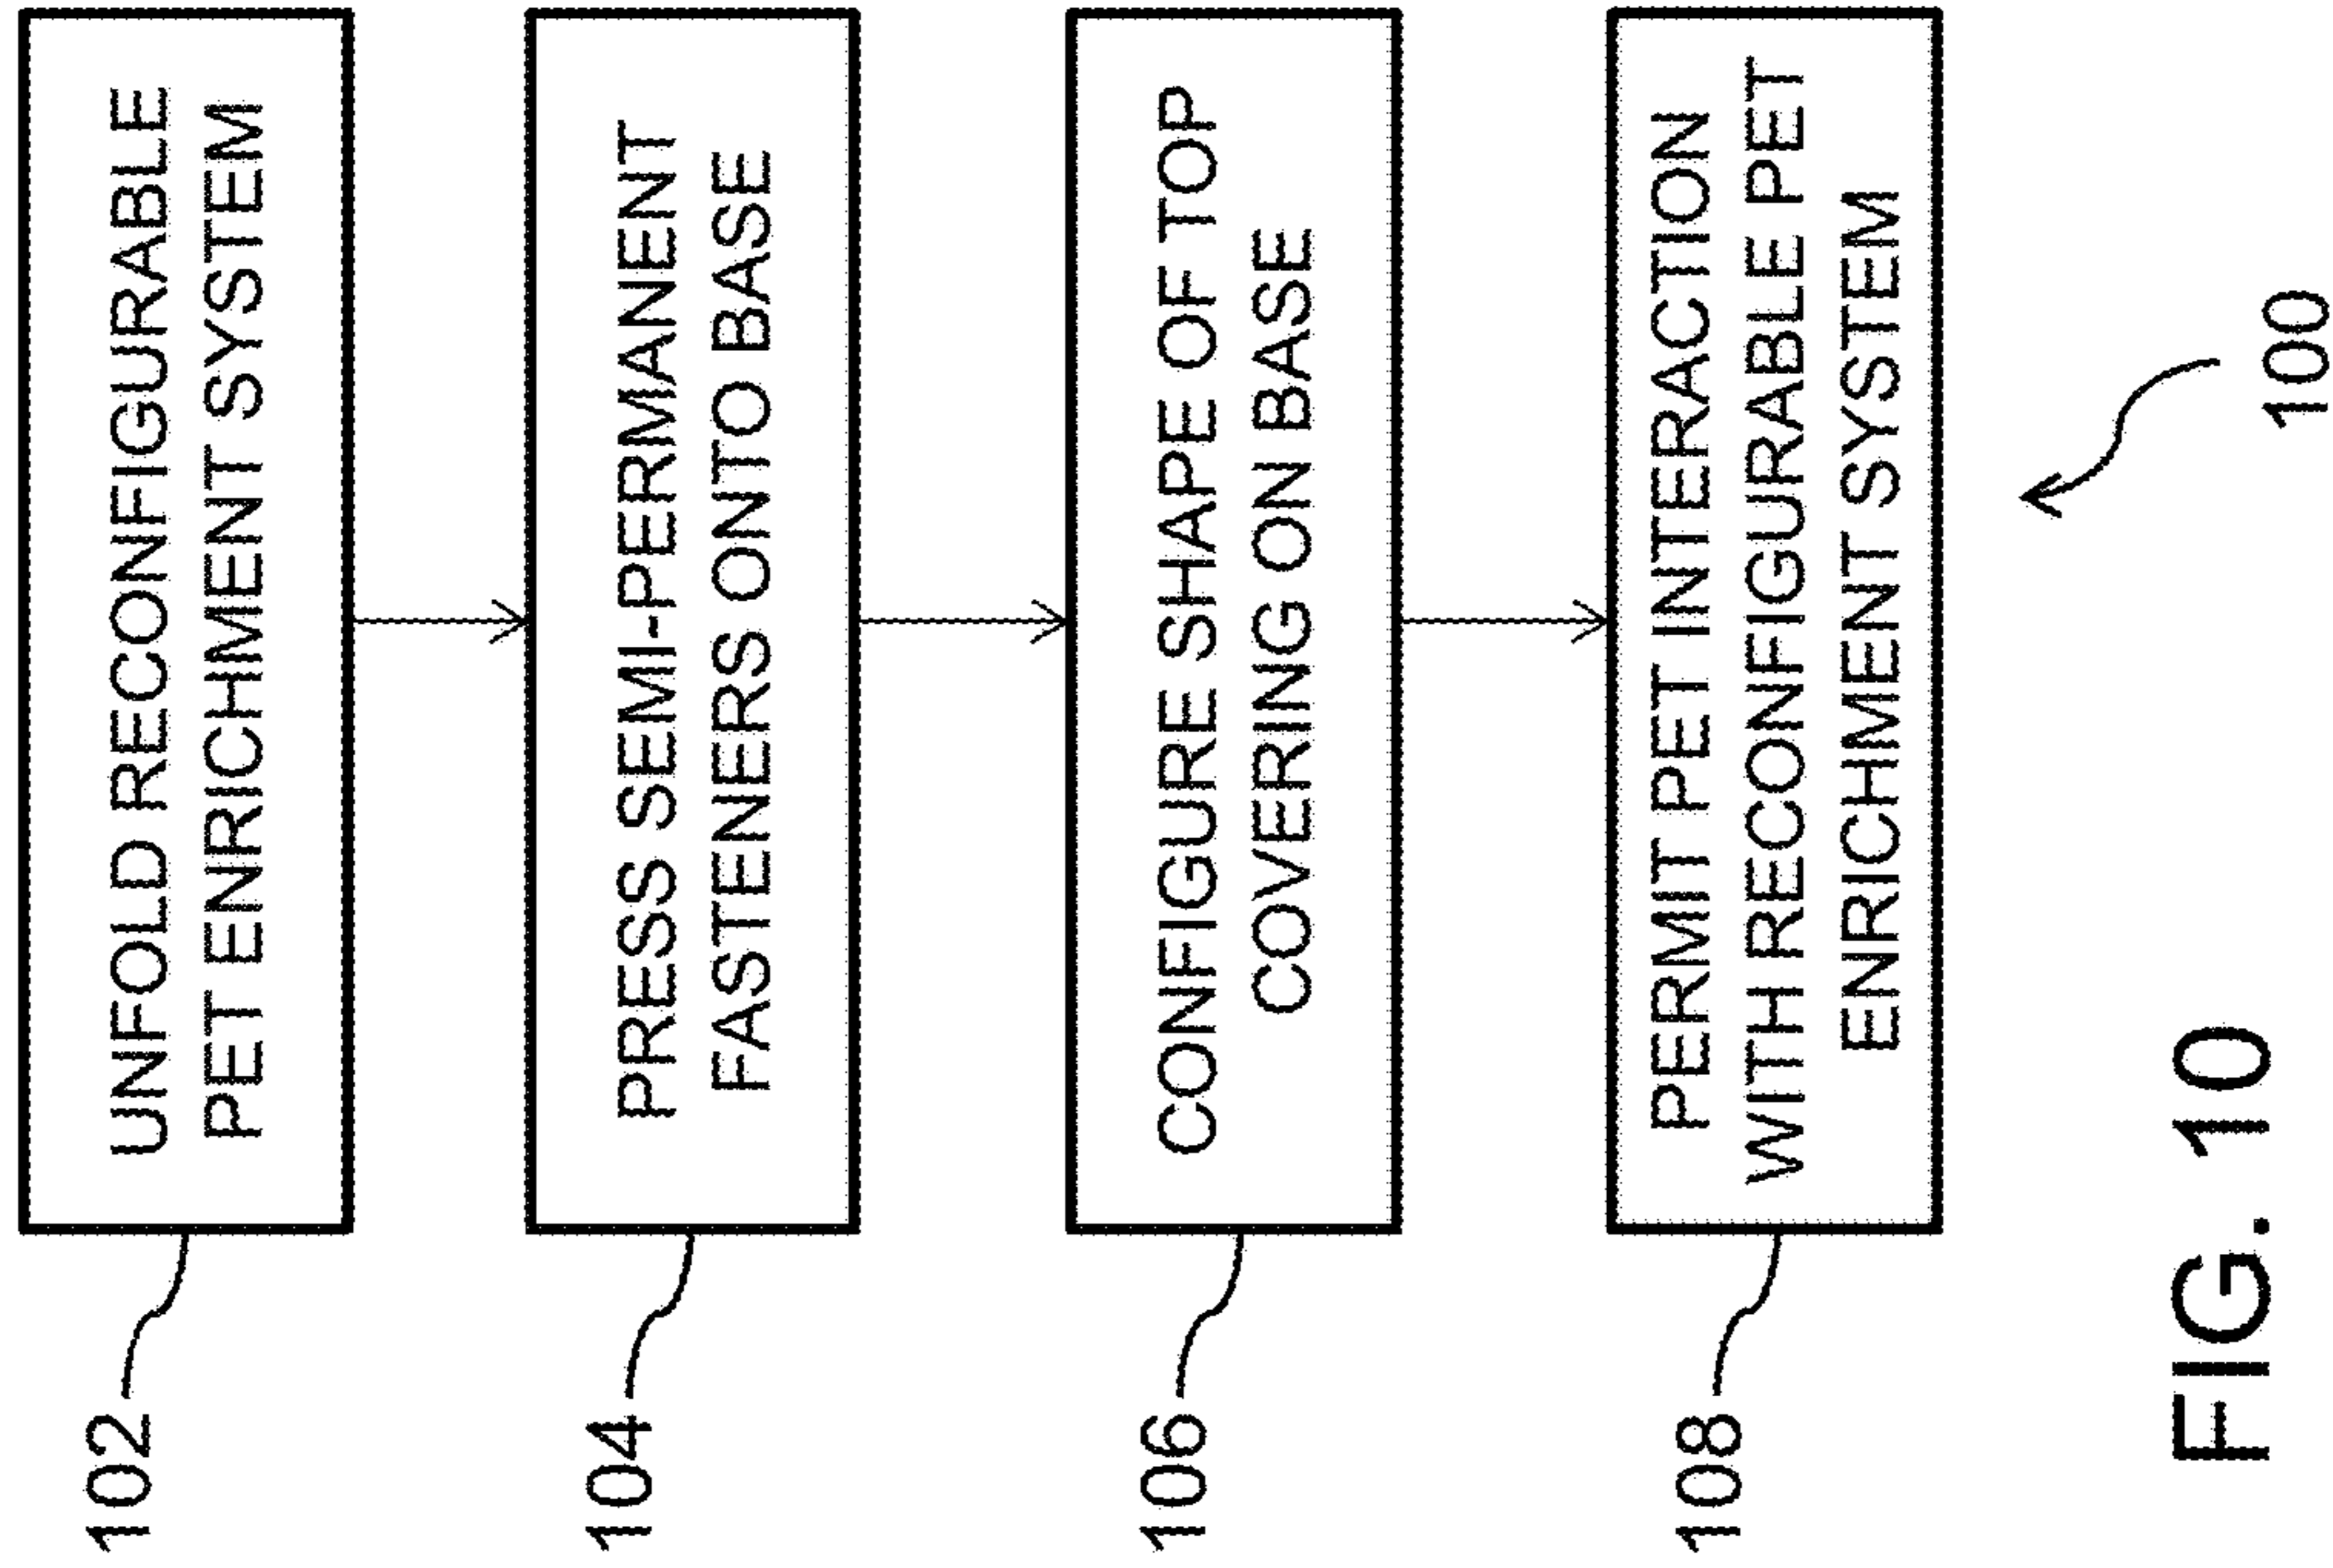 102
UNFOLD RECONFIGURABLE
PET ENRICHMENT SYSTEM
104
PRESS SEMI-PERMANENT
FASTENERS ONTO BASE
106
CONFIGURE SHAPE OF TOP
COVERING ON BASE
108
PERMIT PET INTERACTION
WITH RECONFIGURABLE PET
ENRICHMENT SYSTEM
100
FIG. 10